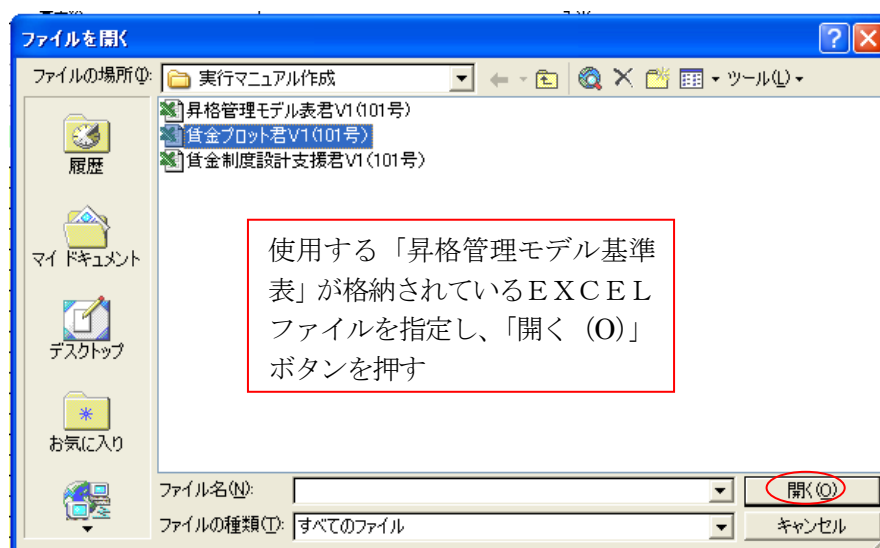 ファイルを開く
ファイルの場所(I):
実行マニュアル作成
ツール(L)
昇格管理モデル表君V1(101号)
賃金プロット君V1(101号)
賃金制度設計支援君V1(101号)
履歴
マイ ドキュメント
デスクトップ
お気に入り
使用する「昇格管理モデル基準
表」が格納されているＥＸＣＥＬ
ファイルを指定し、「開く（O）」
ボタンを押す
ファイル名(N):
開く(O)
ファイルの種類(T):
すべてのファイル
キャンセル